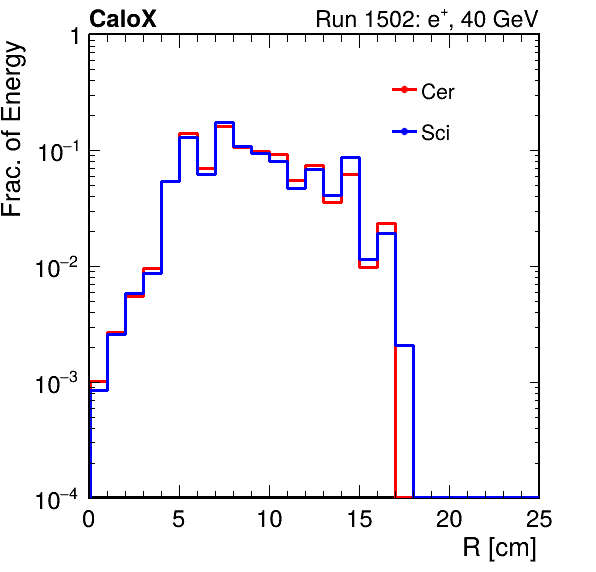 CaloX Run 1502: e⁺, 40 GeV
Frac. of Energy
1
10⁻¹
10⁻²
10⁻³
10⁻⁴
Cer
Sci
0 5 10 15 20 25
R [cm]